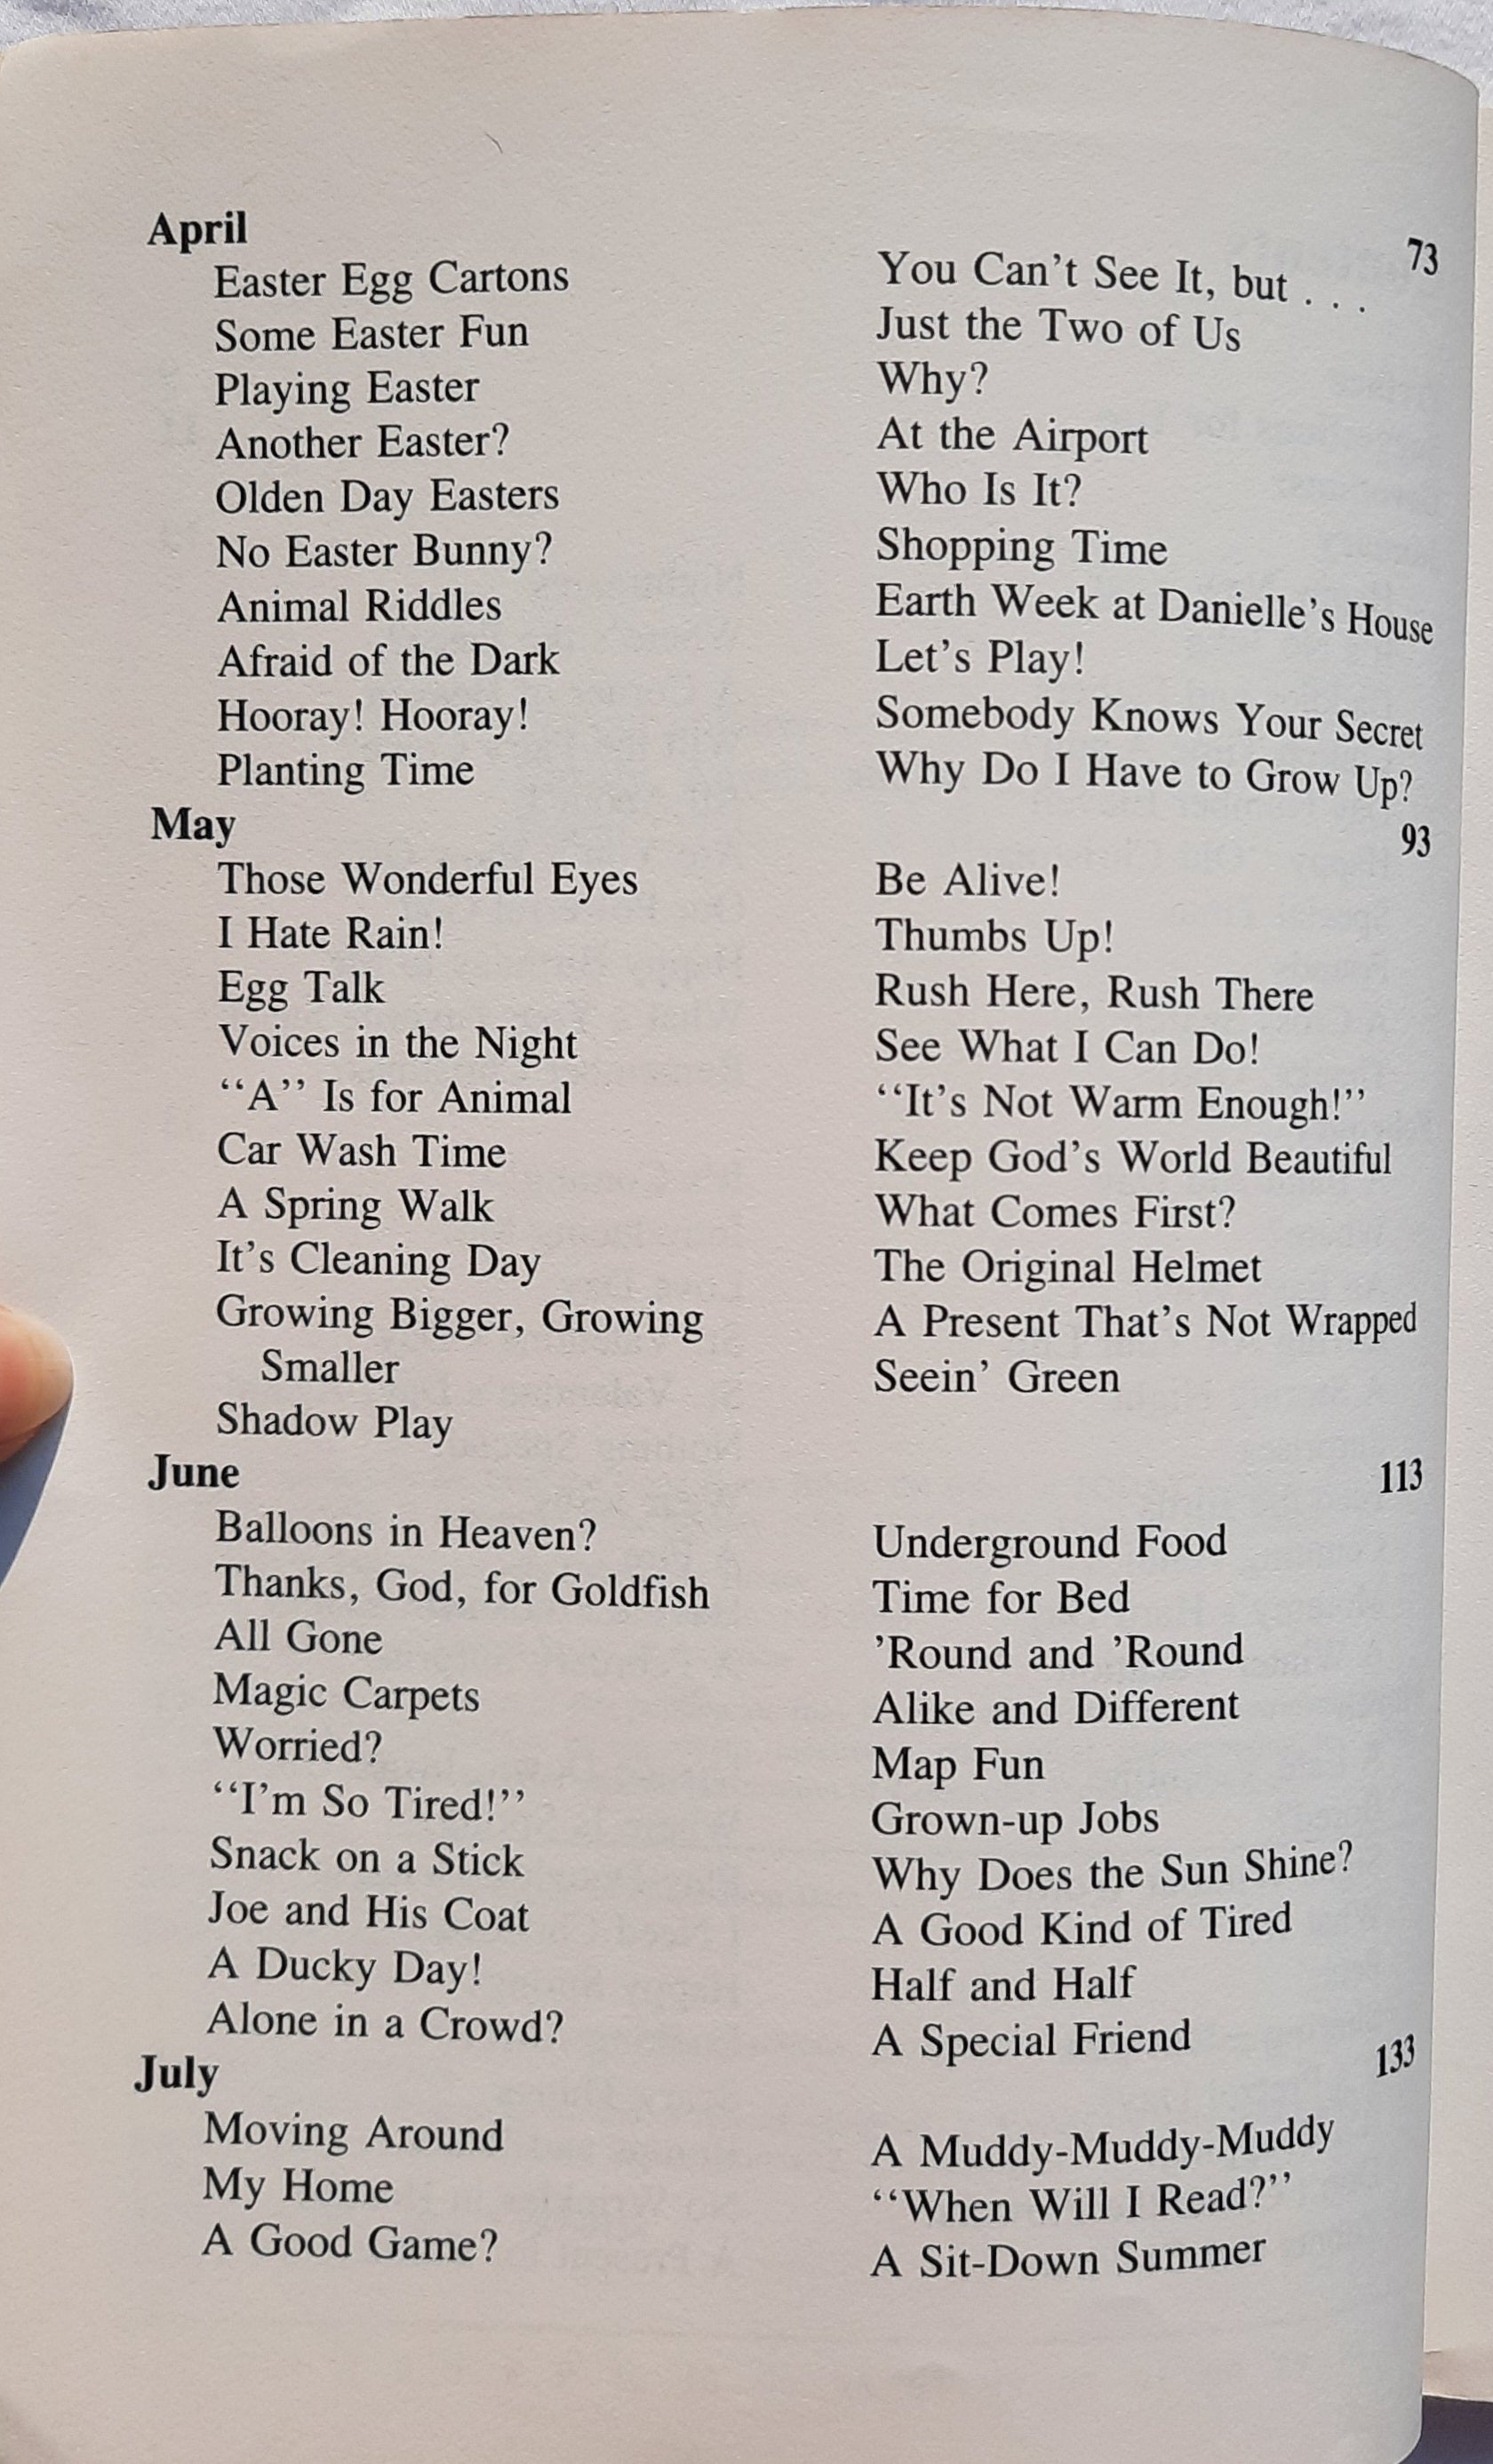 April 73
Easter Egg Cartons
Some Easter Fun
Playing Easter
Another Easter?
Olden Day Easters
No Easter Bunny?
Animal Riddles
Afraid of the Dark
Hooray! Hooray!
Planting Time
You Can't See It, but . . .
Just the Two of Us
Why?
At the Airport
Who Is It?
Shopping Time
Earth Week at Danielle's House
Let's Play!
Somebody Knows Your Secret
Why Do I Have to Grow Up?
May 93
Those Wonderful Eyes
I Hate Rain!
Egg Talk
Voices in the Night
‘‘A’’ Is for Animal
Car Wash Time
A Spring Walk
It's Cleaning Day
Growing Bigger, Growing
Smaller
Shadow Play
Be Alive!
Thumbs Up!
Rush Here, Rush There
See What I Can Do!
‘‘It's Not Warm Enough!’’
Keep God's World Beautiful
What Comes First?
The Original Helmet
A Present That's Not Wrapped
Seein' Green
June 113
Balloons in Heaven?
Thanks, God, for Goldfish
All Gone
Magic Carpets
Worried?
‘‘I'm So Tired!’’
Snack on a Stick
Joe and His Coat
A Ducky Day!
Alone in a Crowd?
Underground Food
Time for Bed
’Round and ’Round
Alike and Different
Map Fun
Grown-up Jobs
Why Does the Sun Shine?
A Good Kind of Tired
Half and Half
A Special Friend
July 133
Moving Around
My Home
A Good Game?
A Muddy-Muddy-Muddy
‘‘When Will I Read?’’
A Sit-Down Summer